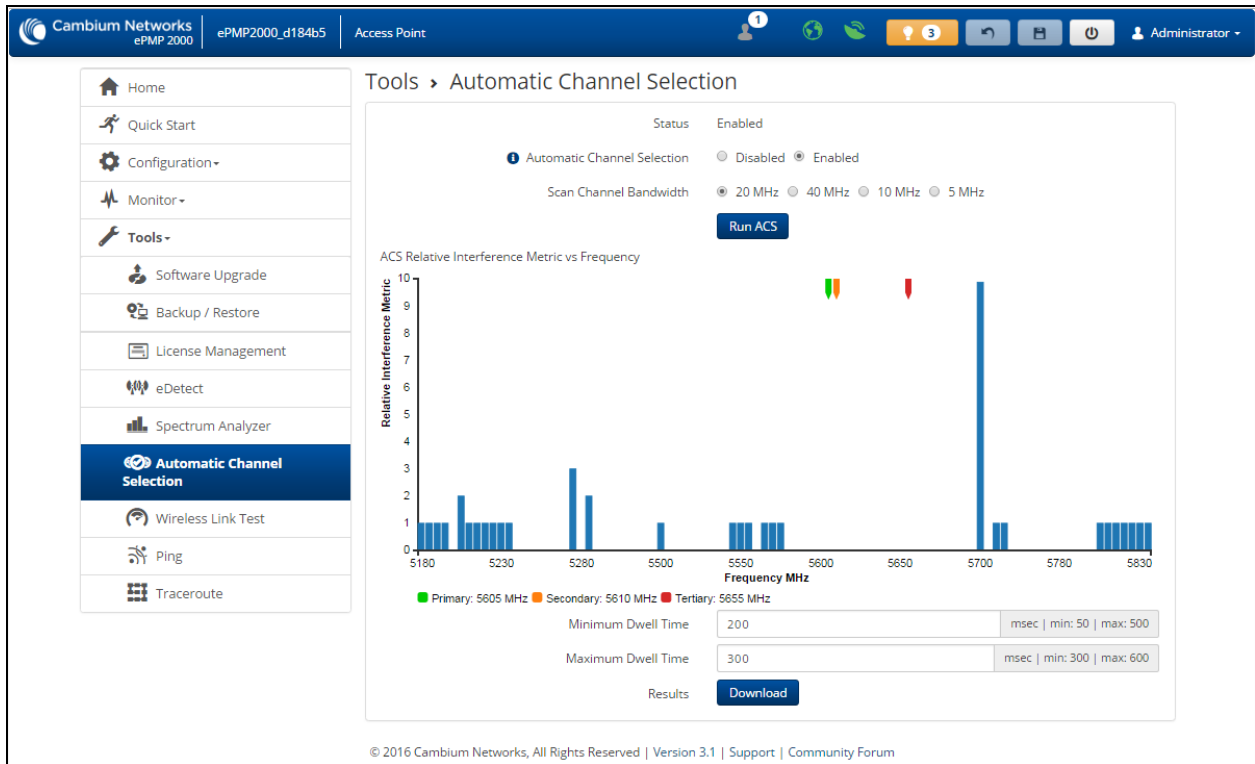 Cambium Networks
ePMP 2000
ePMP2000_d184b5
Access Point
1
3
Administrator
Home
Quick Start
Configuration
Monitor
Tools
Software Upgrade
Backup / Restore
License Management
eDetect
Spectrum Analyzer
Automatic Channel
Selection
Wireless Link Test
Ping
Traceroute
Tools > Automatic Channel Selection
Status Enabled
Automatic Channel Selection Disabled Enabled
Scan Channel Bandwidth 20 MHz 40 MHz 10 MHz 5 MHz
Run ACS
ACS Relative Interference Metric vs Frequency
Relative Interference Metric
10
9
8
7
6
5
4
3
2
1
0
5180 5230 5280 5500 5550 5600 5650 5700 5780 5830
Frequency MHz
Primary: 5605 MHz Secondary: 5610 MHz Tertiary: 5655 MHz
Minimum Dwell Time 200 msec | min: 50 | max: 500
Maximum Dwell Time 300 msec | min: 300 | max: 600
Results Download
© 2016 Cambium Networks, All Rights Reserved | Version 3.1 | Support | Community Forum